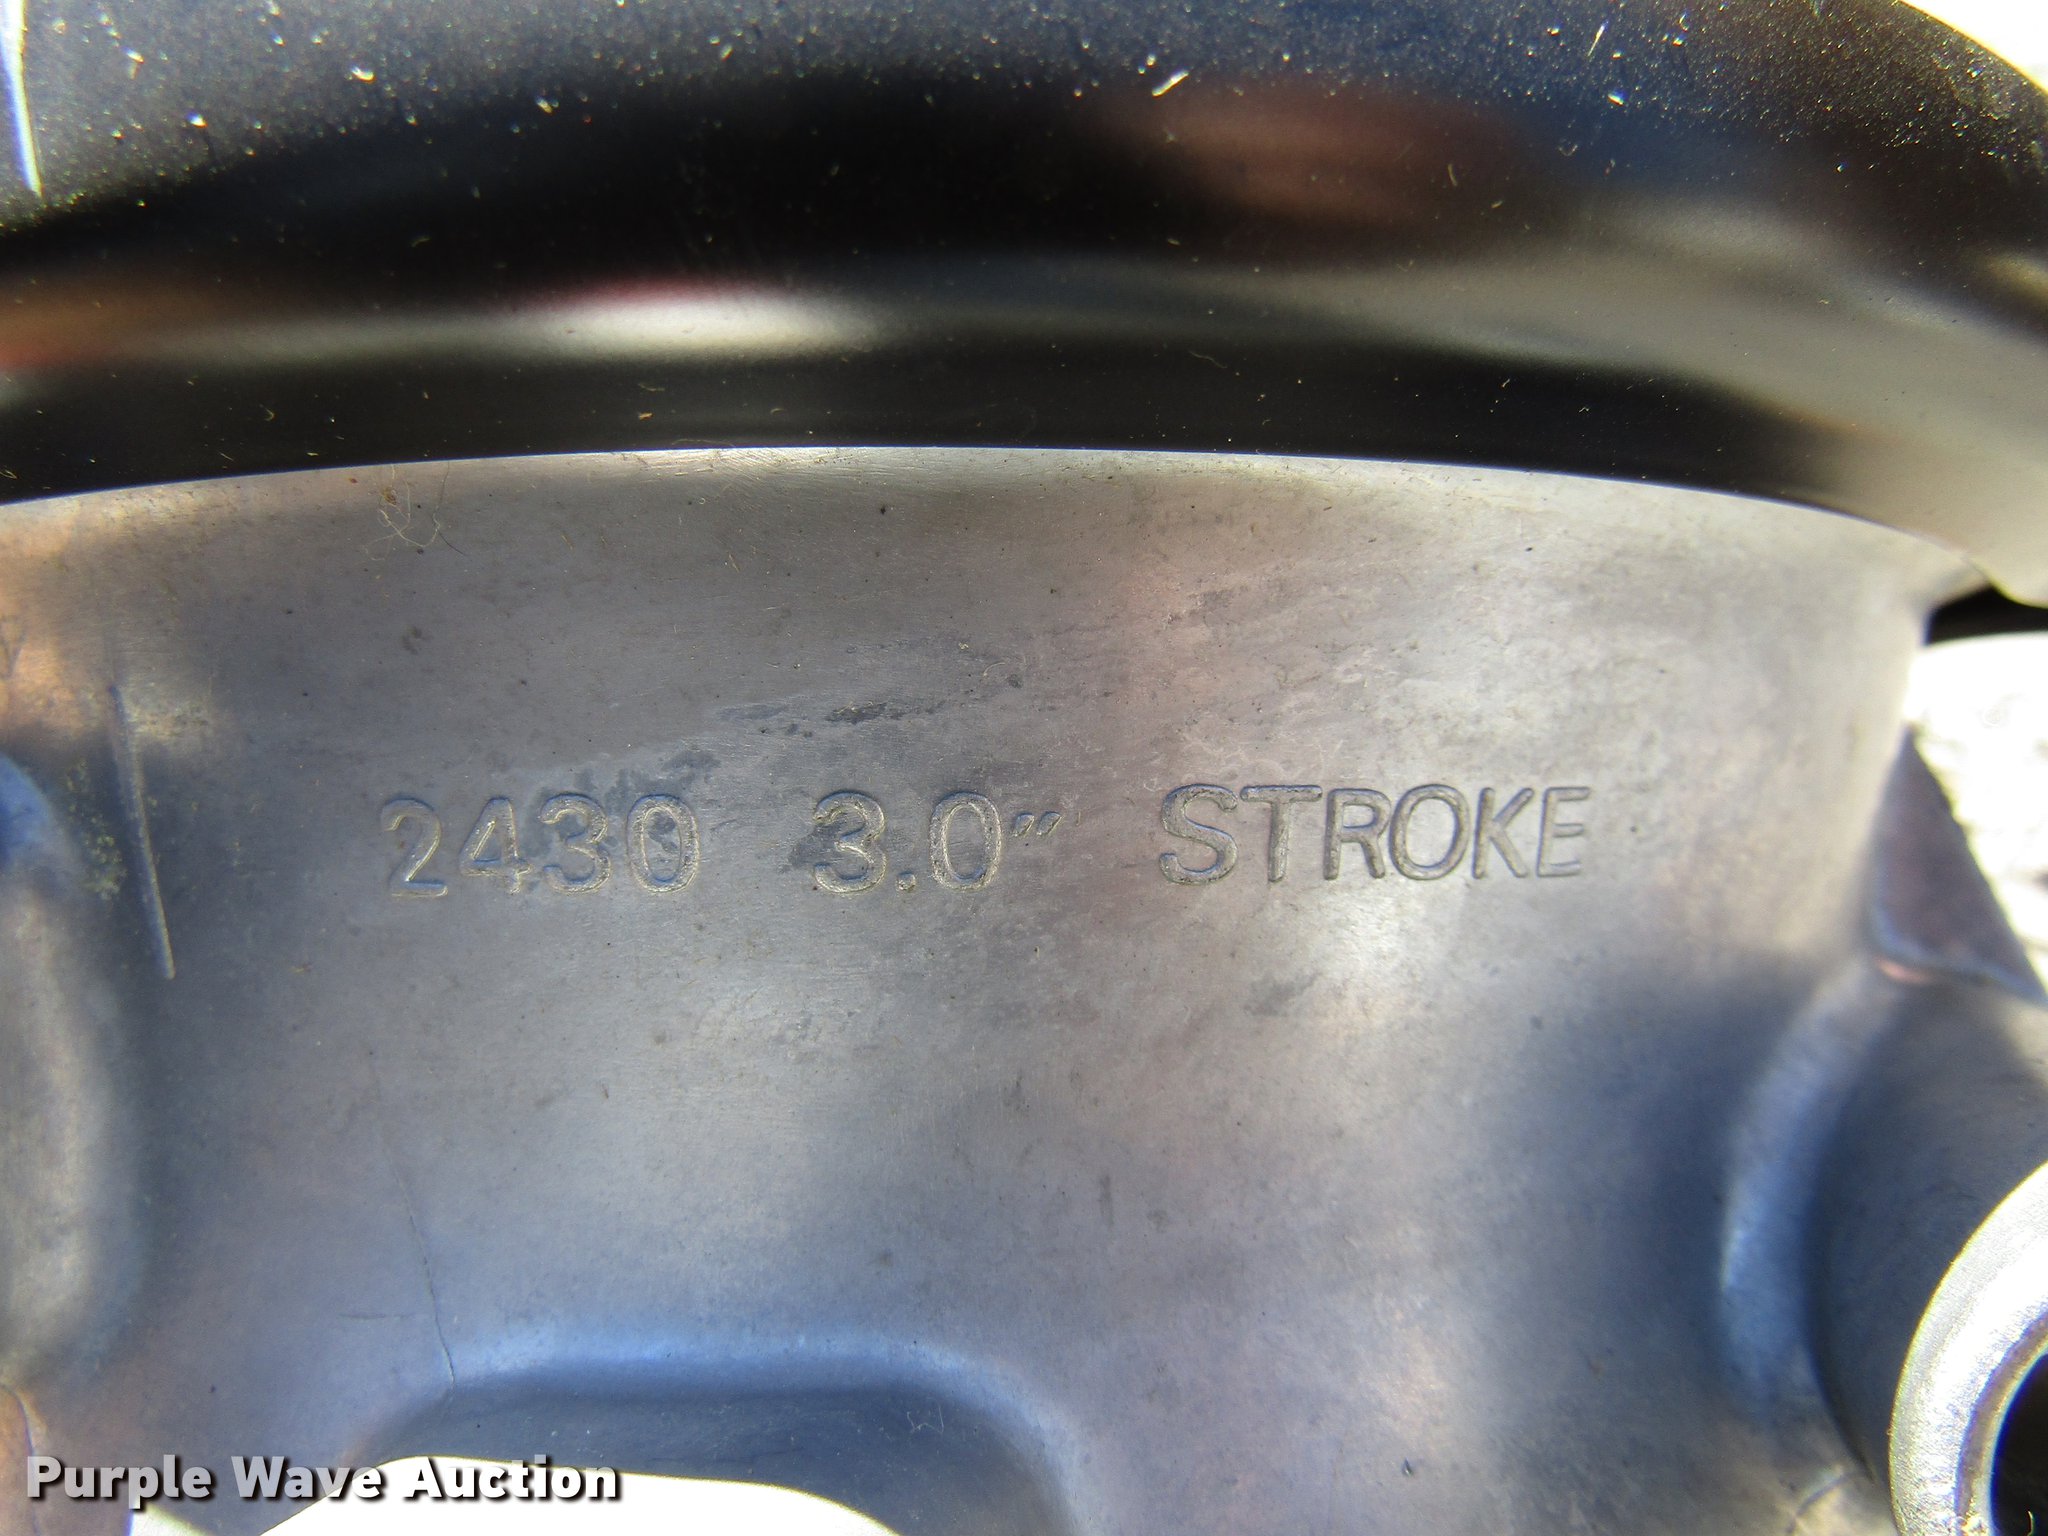 2430 3.0" STROKE
Purple Wave Auction